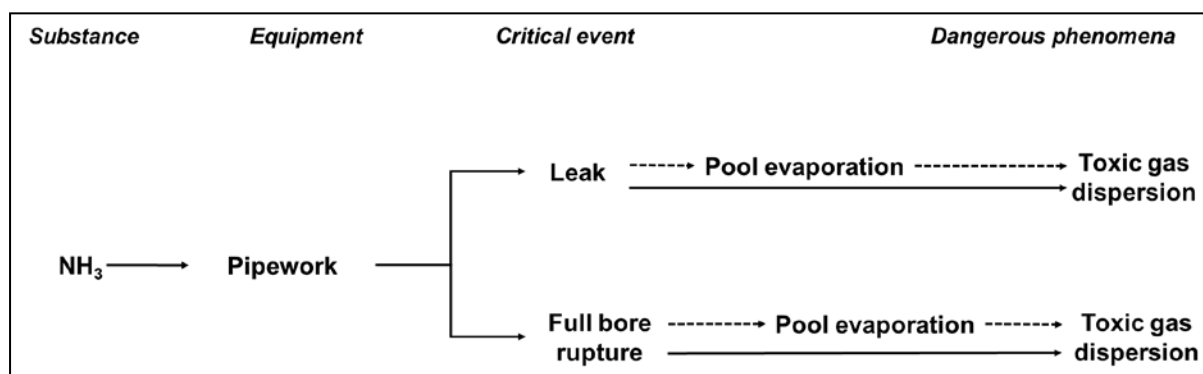 Substance Equipment Critical event Dangerous phenomena
Leak Pool evaporation Toxic gas
dispersion
NH₃ Pipework
Full bore Pool evaporation Toxic gas
rupture dispersion